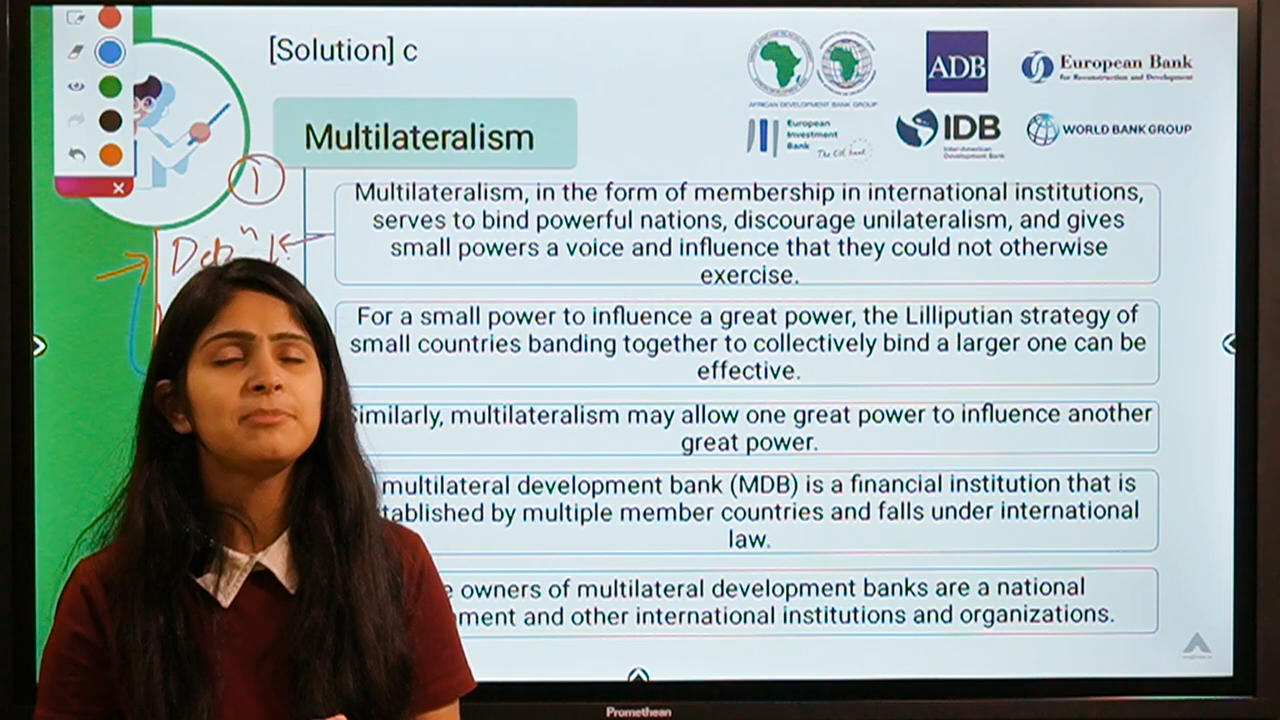 [Solution] c
AFRICAN DEVELOPMENT BANK GROUP
ADB
European Bank
for Reconstruction and Development
European
Investment
Bank
The EIB bank
IDB
Inter-American
Development Bank
WORLD BANK GROUP
Multilateralism
1
Multilateralism, in the form of membership in international institutions,
serves to bind powerful nations, discourage unilateralism, and gives
small powers a voice and influence that they could not otherwise
exercise.
For a small power to influence a great power, the Lilliputian strategy of
small countries banding together to collectively bind a larger one can be
effective.
similarly, multilateralism may allow one great power to influence another
great power.
multilateral development bank (MDB) is a financial institution that is
tablished by multiple member countries and falls under international
law.
e owners of multilateral development banks are a national
ment and other international institutions and organizations.
Promethean